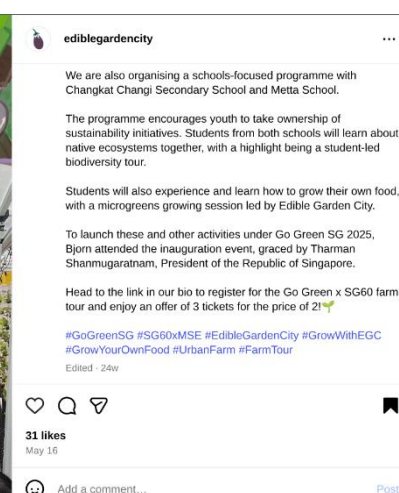 ediblegardencity
We are also organising a schools-focused programme with
Changkat Changi Secondary School and Metta School.
The programme encourages youth to take ownership of
sustainability initiatives. Students from both schools will learn about
native ecosystems together, with a highlight being a student-led
biodiversity tour.
Students will also experience and learn how to grow their own food,
with a microgreens growing session led by Edible Garden City.
To launch these and other activities under Go Green SG 2025,
Bjorn attended the inauguration event, graced by Tharman
Shanmugaratnam, President of the Republic of Singapore.
Head to the link in our bio to register for the Go Green x SG60 farm
tour and enjoy an offer of 3 tickets for the price of 2!🌱
#GoGreenSG #SG60xMSE #EdibleGardenCity #GrowWithEGC
#GrowYourOwnFood #UrbanFarm #FarmTour
Edited · 24w
31 likes
May 16
Add a comment...
Post